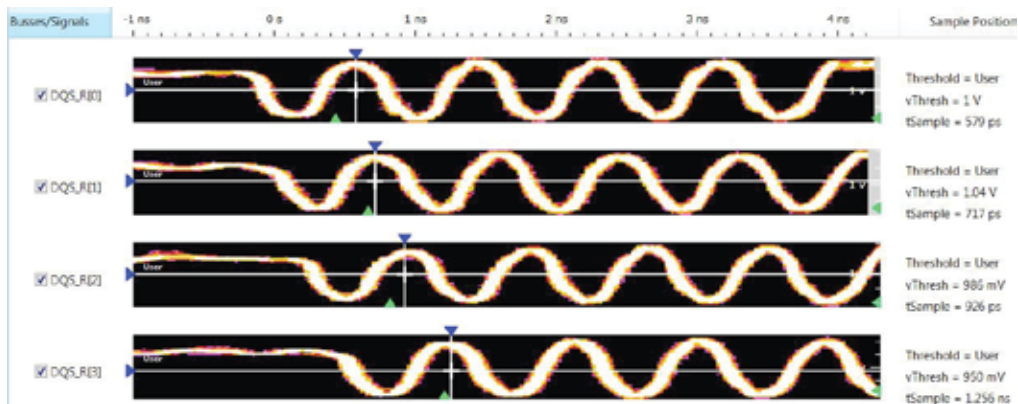 Busses/Signals -1 ns 0 s 1 ns 2 ns 3 ns 4 ns Sample Position
DQS_R[0]
User
1 V
Threshold = User
vThresh = 1 V
tSample = 579 ps
DQS_R[1]
User
1 V
Threshold = User
vThresh = 1.04 V
tSample = 717 ps
DQS_R[2]
User
Threshold = User
vThresh = 986 mV
tSample = 926 ps
DQS_R[3]
User
Threshold = User
vThresh = 950 mV
tSample = 1.256 ns